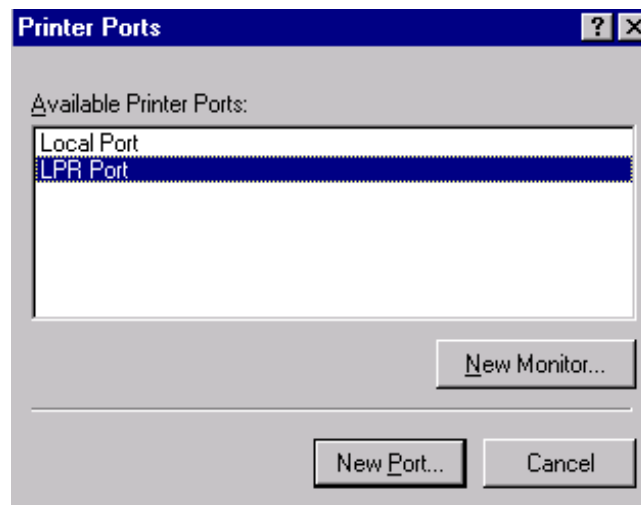 Printer Ports
Available Printer Ports:
Local Port
LPR Port
New Monitor...
New Port...
Cancel